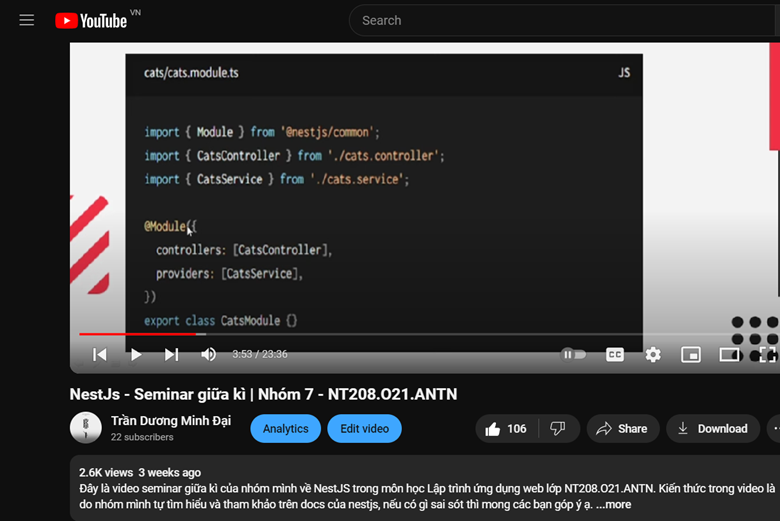 YouTube VN
Search
cats/cats.module.ts JS
import { Module } from '@nestjs/common';
import { CatsController } from './cats.controller';
import { CatsService } from './cats.service';
@Module({
controllers: [CatsController],
providers: [CatsService],
})
export class CatsModule {}
3:53 / 23:36
CC
NestJs - Seminar giữa kì | Nhóm 7 - NT208.O21.ANTN
Trần Dương Minh Đại
22 subscribers
Analytics
Edit video
106
Share
Download
2.6K views 3 weeks ago
Đây là video seminar giữa kì của nhóm mình về NestJS trong môn học Lập trình ứng dụng web lớp NT208.O21.ANTN. Kiến thức trong video là
do nhóm mình tự tìm hiểu và tham khảo trên docs của nestjs, nếu có gì sai sót thì mong các bạn góp ý ạ. ...more